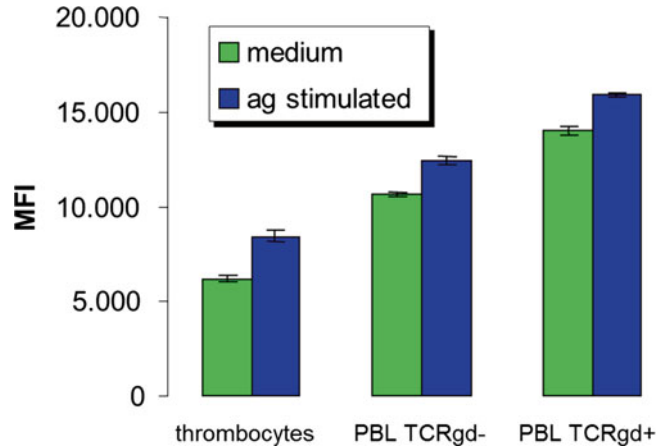 20.000
medium
ag stimulated
15.000
MFI
10.000
5.000
0
thrombocytes PBL TCRgd- PBL TCRgd+